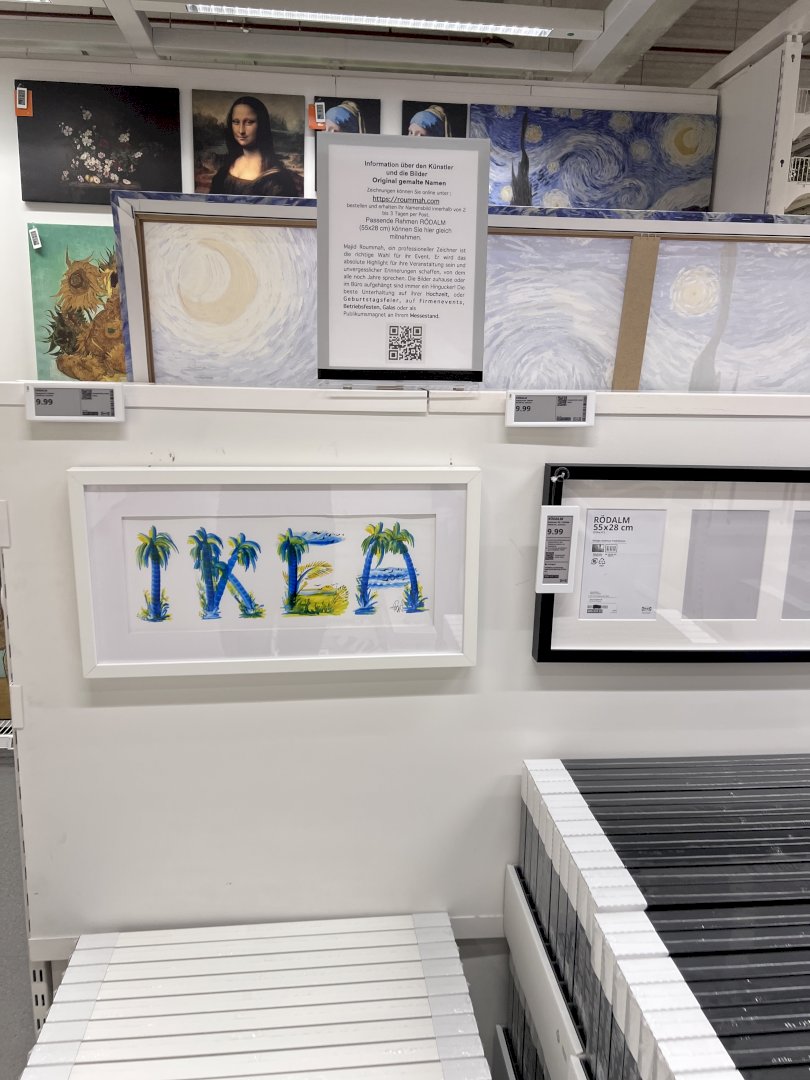 Information über den Künstler
und die Bilder
Original gemalte Namen
Zeichnungen können Sie online unter :
https://roummah.com
bestellen und erhalten Ihr Namensbild innerhalb von 2
bis 3 Tagen per Post.
Passende Rahmen RÖDALM
(55x28 cm) können Sie hier gleich
mitnehmen.
Majid Roummah, ein professioneller Zeichner ist
die richtige Wahl für ihr Event. Er wird das
absolute Highlight für ihre Veranstaltung sein und
unvergesslicher Erinnerungen schaffen, von dem
alle noch Jahre sprechen. Die Bilder zuhause oder
im Büro aufgehängt sind immer ein Hingucker! Die
beste Unterhaltung auf ihrer Hochzeit, oder
Geburtstagsfeier, auf Firmenevents,
Betriebsfesten, Galas oder als
Publikumsmagnet an Ihrem Messestand.
RÖDALM
9.99
RÖDALM
9.99
IKEA
RÖDALM
9.99
RÖDALM
55x28 cm